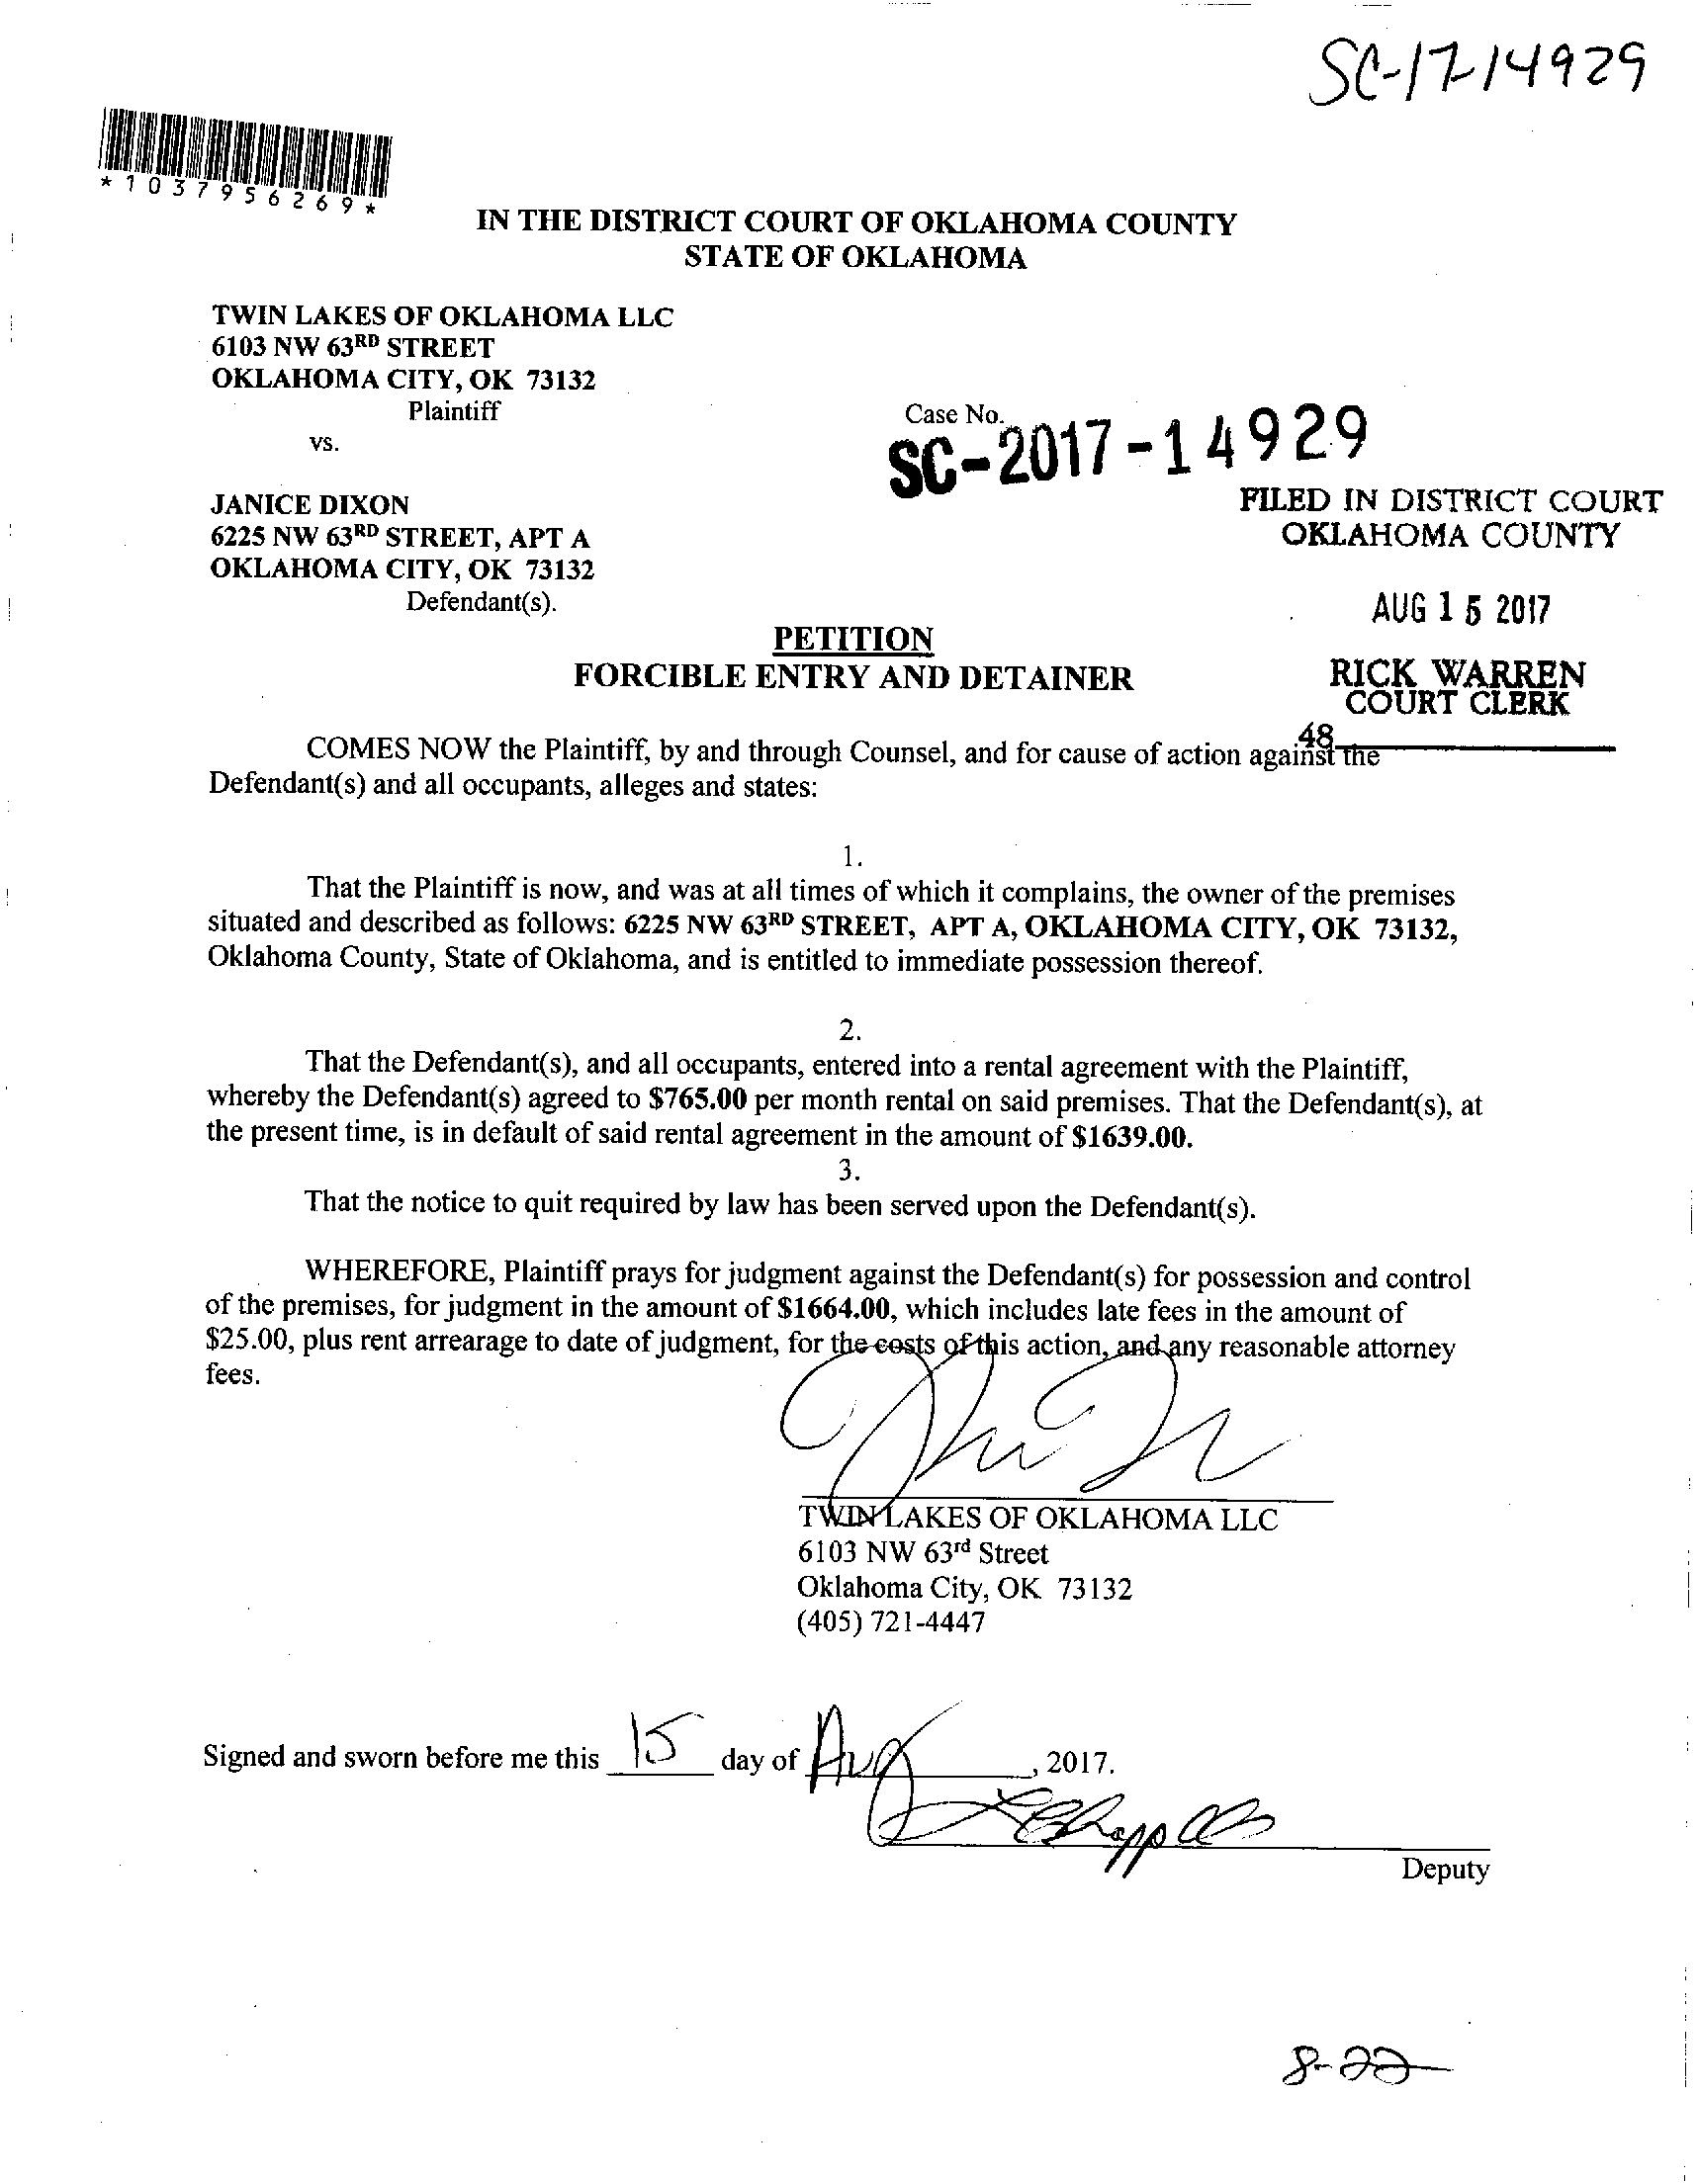 SC-17-14929
*1037956269*
IN THE DISTRICT COURT OF OKLAHOMA COUNTY
STATE OF OKLAHOMA
TWIN LAKES OF OKLAHOMA LLC
6103 NW 63RD STREET
OKLAHOMA CITY, OK 73132
Plaintiff
vs.
Case No.
SC-2017-14929
JANICE DIXON
6225 NW 63RD STREET, APT A
OKLAHOMA CITY, OK 73132
Defendant(s).
FILED IN DISTRICT COURT
OKLAHOMA COUNTY
AUG 15 2017
RICK WARREN
COURT CLERK
48
PETITION
FORCIBLE ENTRY AND DETAINER
COMES NOW the Plaintiff, by and through Counsel, and for cause of action against the
Defendant(s) and all occupants, alleges and states:
1.
That the Plaintiff is now, and was at all times of which it complains, the owner of the premises
situated and described as follows: 6225 NW 63RD STREET, APT A, OKLAHOMA CITY, OK 73132,
Oklahoma County, State of Oklahoma, and is entitled to immediate possession thereof.
2.
That the Defendant(s), and all occupants, entered into a rental agreement with the Plaintiff,
whereby the Defendant(s) agreed to $765.00 per month rental on said premises. That the Defendant(s), at
the present time, is in default of said rental agreement in the amount of $1639.00.
3.
That the notice to quit required by law has been served upon the Defendant(s).
WHEREFORE, Plaintiff prays for judgment against the Defendant(s) for possession and control
of the premises, for judgment in the amount of $1664.00, which includes late fees in the amount of
$25.00, plus rent arrearage to date of judgment, for the costs of this action, and any reasonable attorney
fees.
TWIN LAKES OF OKLAHOMA LLC
6103 NW 63rd Street
Oklahoma City, OK 73132
(405) 721-4447
Signed and sworn before me this 15 day of Aug, 2017.
Deputy
8-22